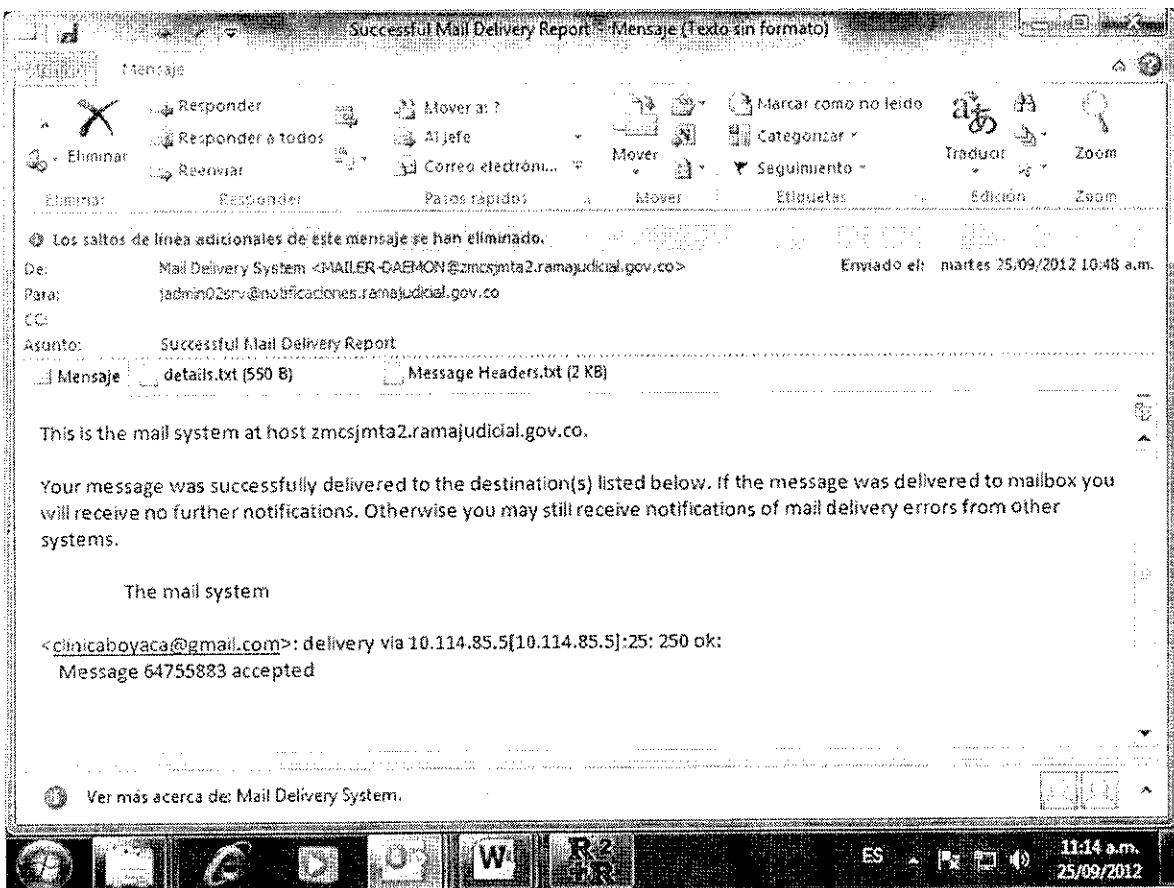 Successful Mail Delivery Report - Mensaje (Texto sin formato)
Mensaje
Eliminar
Responder
Responder a todos
Reenviar
Mover a: ?
Al jefe
Correo electróni...
Mover
Marcar como no leído
Categorizar
Seguimiento
Traducir
Zoom
Eliminar
Responder
Pasos rápidos
Mover
Etiquetas
Edición
Zoom
Los saltos de línea adicionales de este mensaje se han eliminado.
De: Mail Delivery System <MAILER-DAEMON@zmcsjmta2.ramajudicial.gov.co>
Enviado el: martes 25/09/2012 10:48 a.m.
Para: jadmin02srv@notificaciones.ramajudicial.gov.co
CC:
Asunto: Successful Mail Delivery Report
Mensaje
details.txt (550 B)
Message Headers.txt (2 KB)
This is the mail system at host zmcsjmta2.ramajudicial.gov.co.
Your message was successfully delivered to the destination(s) listed below. If the message was delivered to mailbox you
will receive no further notifications. Otherwise you may still receive notifications of mail delivery errors from other
systems.
The mail system
<clinicaboyaca@gmail.com>: delivery via 10.114.85.5[10.114.85.5]:25: 250 ok:
Message 64755883 accepted
Ver más acerca de: Mail Delivery System.
ES
11:14 a.m.
25/09/2012